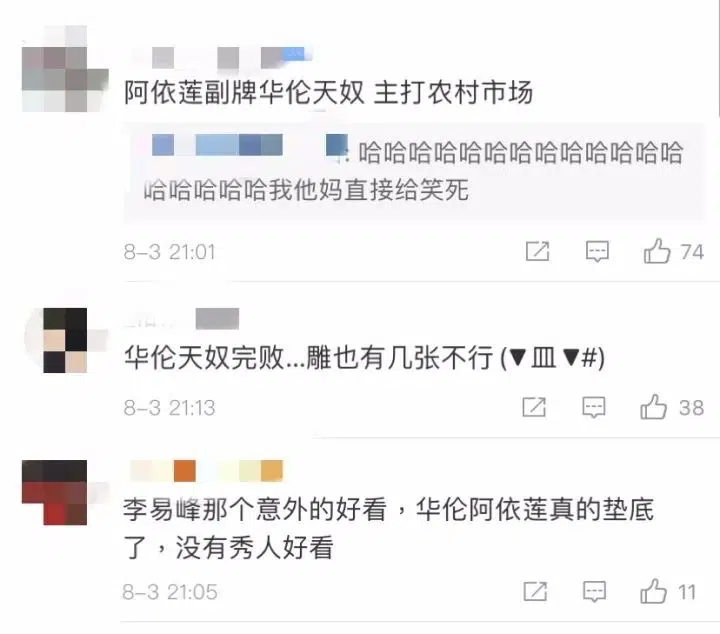 阿依莲副牌华伦天奴 主打农村市场
: 哈哈哈哈哈哈哈哈哈哈哈哈哈
哈哈哈哈哈我他妈直接给笑死
8-3 21:01
74
华伦天奴完败...雕也有几张不行 (▼皿▼#)
8-3 21:13
38
李易峰那个意外的好看，华伦阿依莲真的垫底
了，没有秀人好看
8-3 21:05
11